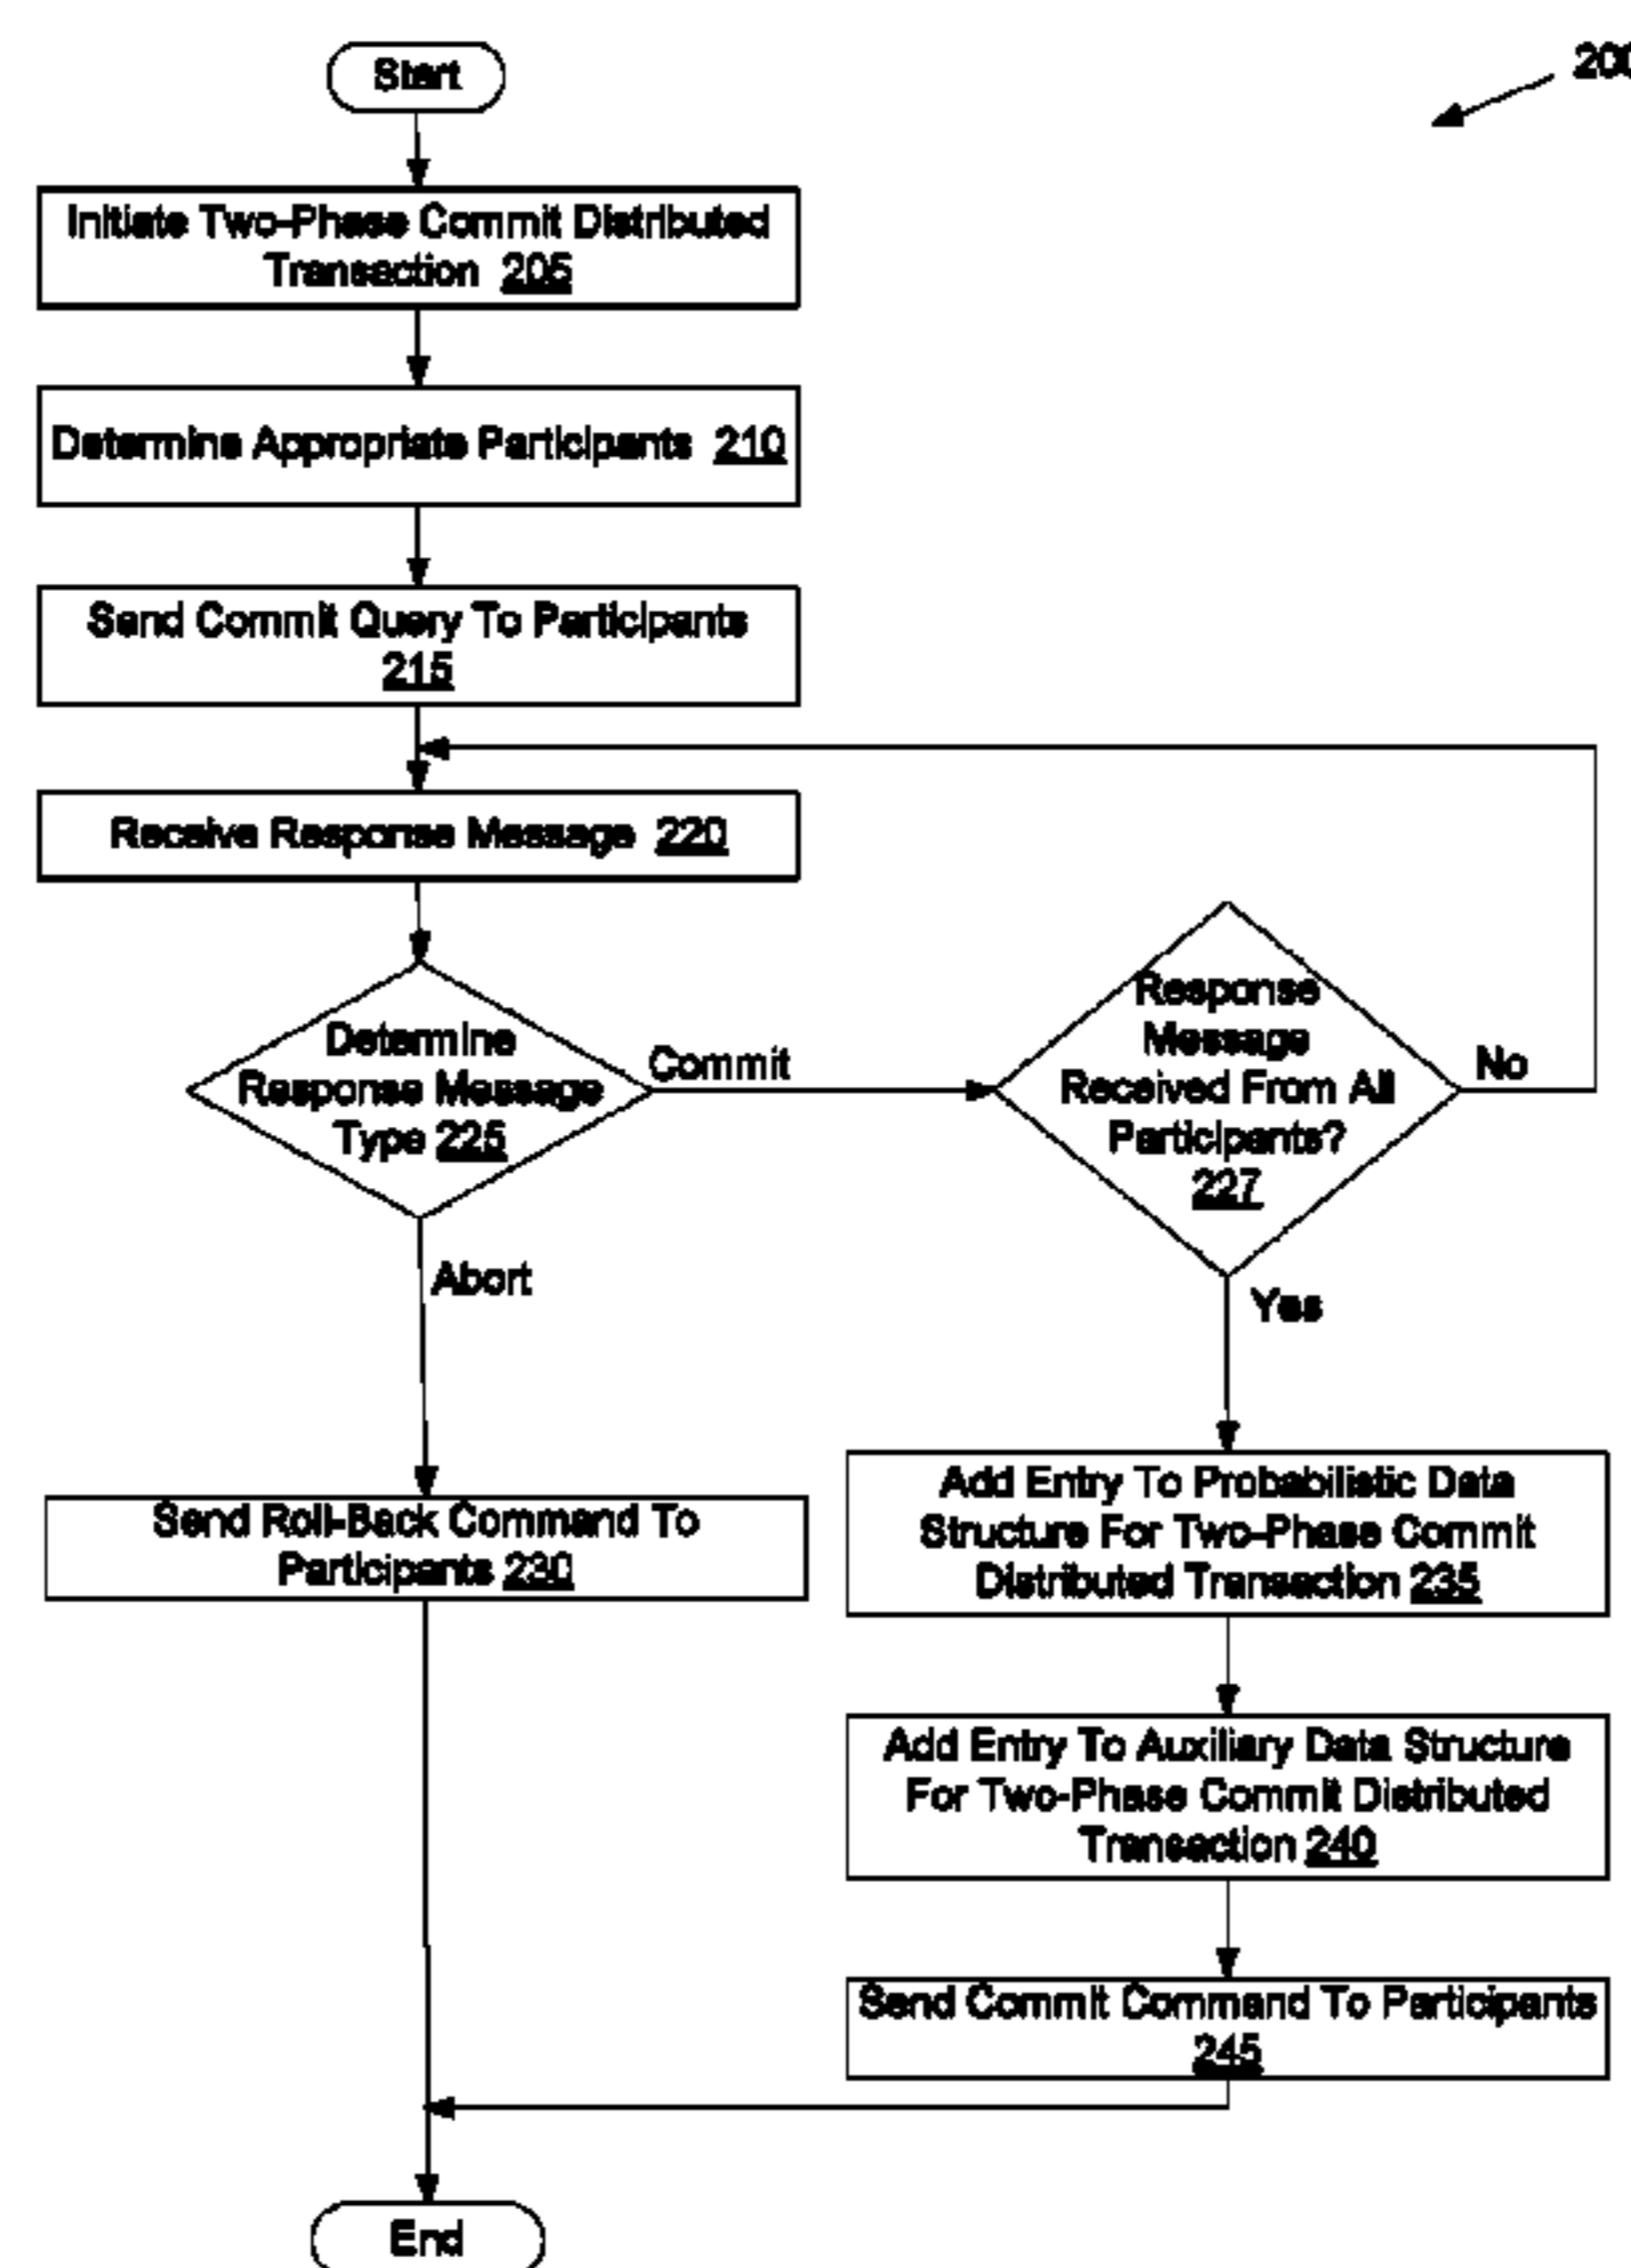 Start
200
Initiate Two-Phase Commit Distributed
Transaction 205
Determine Appropriate Participants 210
Send Commit Query To Participants
215
Receive Response Message 220
Determine
Response Message
Type 225
Commit
Response
Message
Received From All
Participants?
227
No
Abort
Yes
Send Roll-Back Command To
Participants 230
Add Entry To Probabilistic Data
Structure For Two-Phase Commit
Distributed Transaction 235
Add Entry To Auxiliary Data Structure
For Two-Phase Commit Distributed
Transaction 240
Send Commit Command To Participants
245
End